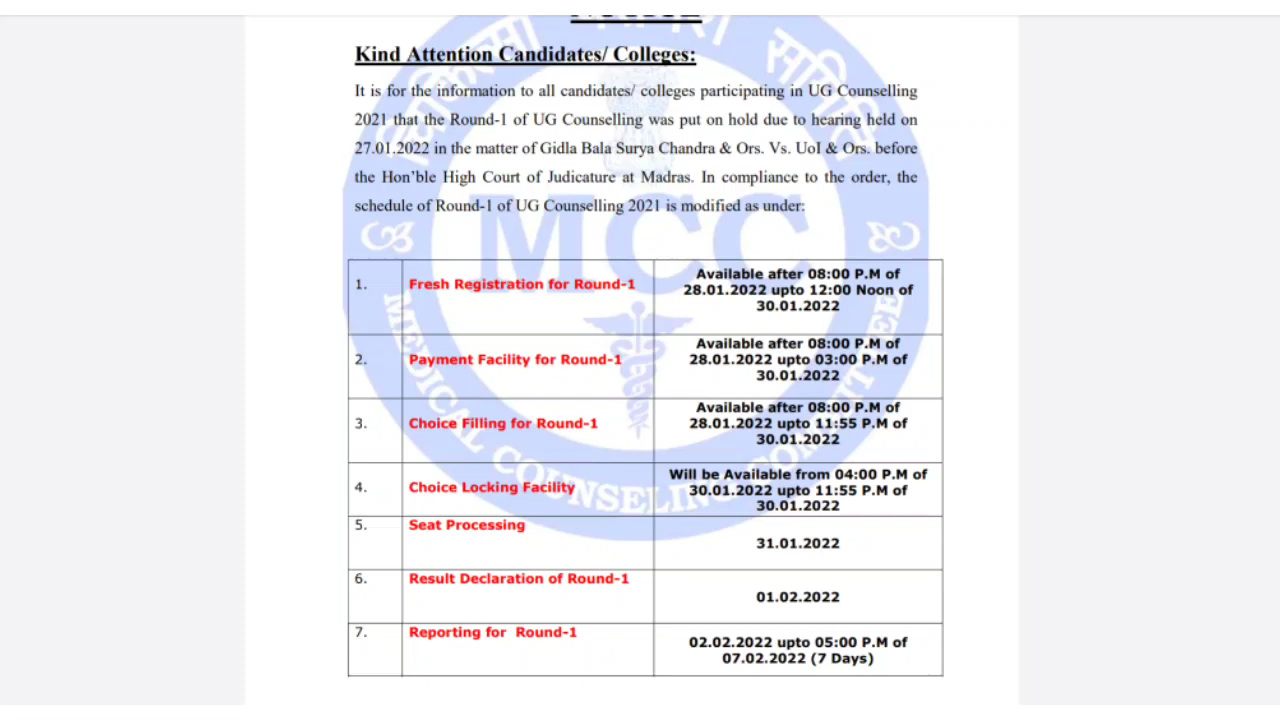 Kind Attention Candidates/ Colleges:
It is for the information to all candidates/ colleges participating in UG Counselling
2021 that the Round-1 of UG Counselling was put on hold due to hearing held on
27.01.2022 in the matter of Gidla Bala Surya Chandra & Ors. Vs. UoI & Ors. before
the Hon’ble High Court of Judicature at Madras. In compliance to the order, the
schedule of Round-1 of UG Counselling 2021 is modified as under:
MCC
MEDICAL COUNSELING COMMITTEE
1.
Fresh Registration for Round-1
Available after 08:00 P.M of
28.01.2022 upto 12:00 Noon of
30.01.2022
2.
Payment Facility for Round-1
Available after 08:00 P.M of
28.01.2022 upto 03:00 P.M of
30.01.2022
3.
Choice Filling for Round-1
Available after 08:00 P.M of
28.01.2022 upto 11:55 P.M of
30.01.2022
4.
Choice Locking Facility
Will be Available from 04:00 P.M of
30.01.2022 upto 11:55 P.M of
30.01.2022
5.
Seat Processing
31.01.2022
6.
Result Declaration of Round-1
01.02.2022
7.
Reporting for  Round-1
02.02.2022 upto 05:00 P.M of
07.02.2022 (7 Days)